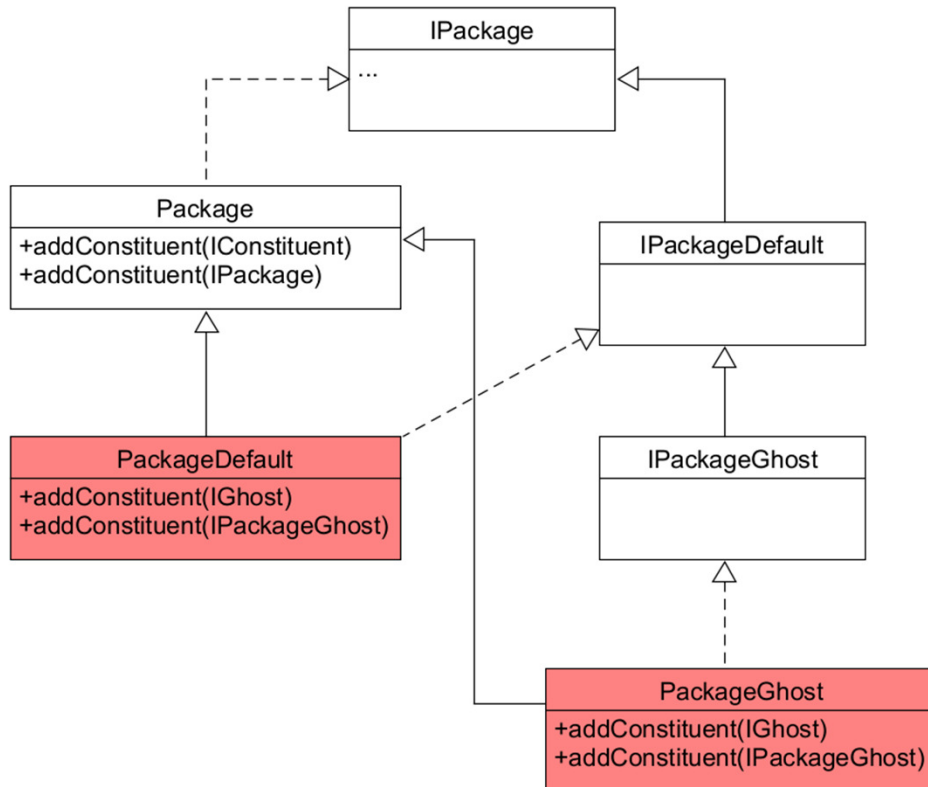 IPackage
...
Package
+addConstituent(IConstituent)
+addConstituent(IPackage)
IPackageDefault
PackageDefault
+addConstituent(IGhost)
+addConstituent(IPackageGhost)
IPackageGhost
PackageGhost
+addConstituent(IGhost)
+addConstituent(IPackageGhost)